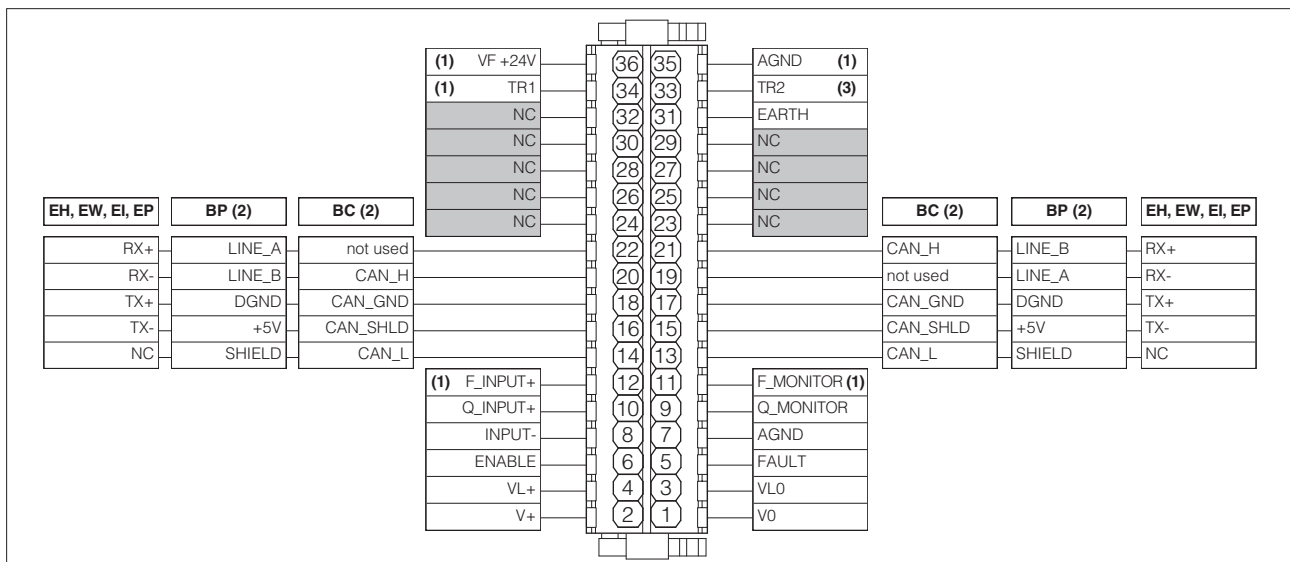 (1) VF +24V 36 35 AGND (1)
(1) TR1 34 33 TR2 (3)
NC 32 31 EARTH
NC 30 29 NC
NC 28 27 NC
NC 26 25 NC
NC 24 23 NC
EH, EW, EI, EP BP (2) BC (2) BC (2) BP (2) EH, EW, EI, EP
RX+ LINE_A not used 22 21 CAN_H LINE_B RX+
RX- LINE_B CAN_H 20 19 not used LINE_A RX-
TX+ DGND CAN_GND 18 17 CAN_GND DGND TX+
TX- +5V CAN_SHLD 16 15 CAN_SHLD +5V TX-
NC SHIELD CAN_L 14 13 CAN_L SHIELD NC
(1) F_INPUT+ 12 11 F_MONITOR (1)
Q_INPUT+ 10 9 Q_MONITOR
INPUT- 8 7 AGND
ENABLE 6 5 FAULT
VL+ 4 3 VL0
V+ 2 1 V0